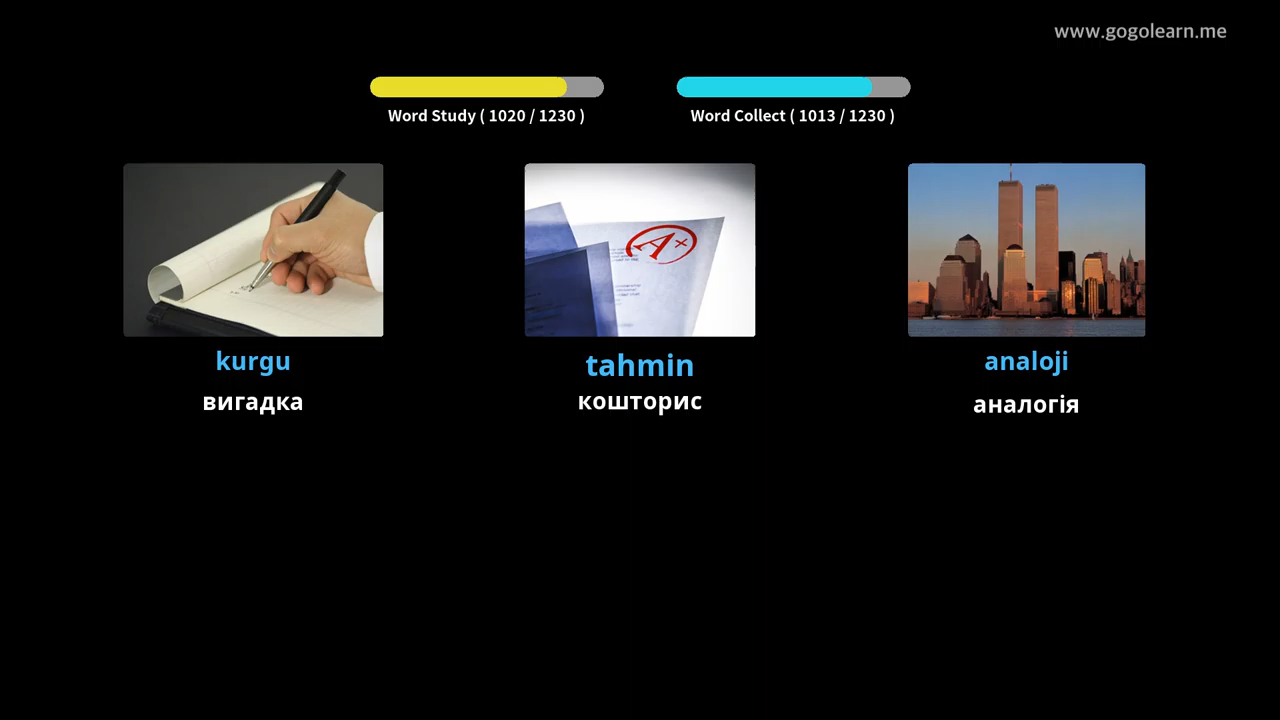 www.gogolearn.me
Word Study ( 1020 / 1230 )
Word Collect ( 1013 / 1230 )
A+
kurgu
tahmin
analoji
вигадка
кошторис
аналогія